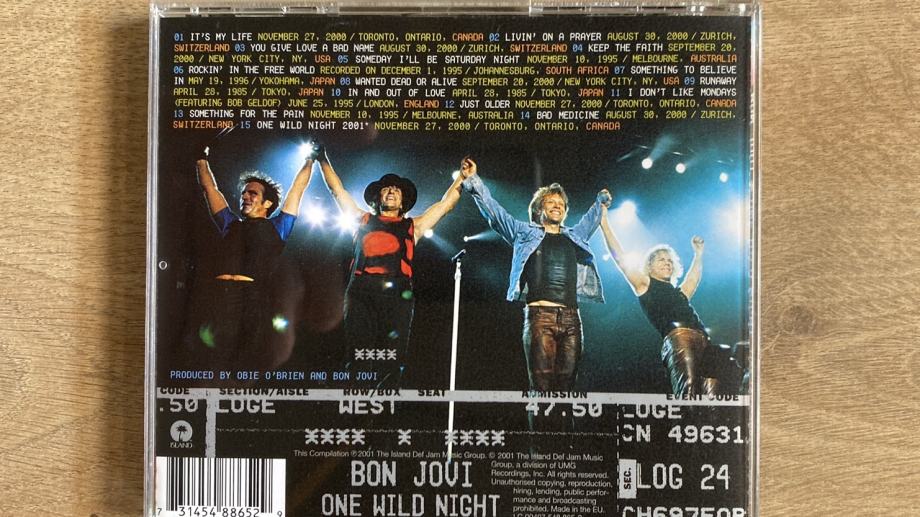 01 IT'S MY LIFE NOVEMBER 27, 2000 / TORONTO, ONTARIO, CANADA 02 LIVIN' ON A PRAYER AUGUST 30, 2000 / ZURICH,
SWITZERLAND 03 YOU GIVE LOVE A BAD NAME AUGUST 30, 2000 / ZURICH, SWITZERLAND 04 KEEP THE FAITH SEPTEMBER 20,
2000 / NEW YORK CITY, NY, USA 05 SOMEDAY I'LL BE SATURDAY NIGHT NOVEMBER 10, 1995 / MELBOURNE, AUSTRALIA
06 ROCKIN' IN THE FREE WORLD RECORDED ON DECEMBER 1, 1995 / JOHANNESBURG, SOUTH AFRICA 07 SOMETHING TO BELIEVE
IN MAY 19, 1996 / YOKOHAMA, JAPAN 08 WANTED DEAD OR ALIVE SEPTEMBER 20, 2000 / NEW YORK CITY, NY, USA 09 RUNAWAY
APRIL 28, 1985 / TOKYO, JAPAN 10 IN AND OUT OF LOVE APRIL 28, 1985 / TOKYO, JAPAN 11 I DON'T LIKE MONDAYS
(FEATURING BOB GELDOF) JUNE 25, 1995 / LONDON, ENGLAND 12 JUST OLDER NOVEMBER 27, 2000 / TORONTO, ONTARIO, CANADA
13 SOMETHING FOR THE PAIN NOVEMBER 10, 1995 / MELBOURNE, AUSTRALIA 14 BAD MEDICINE AUGUST 30, 2000 / ZURICH,
SWITZERLAND 15 ONE WILD NIGHT 2001* NOVEMBER 27, 2000 / TORONTO, ONTARIO, CANADA
XXXX
PRODUCED BY OBIE O'BRIEN AND BON JOVI
CODE SECTION/AISLE ROW/BOX SEAT ADMISSION EVENT CODE
.50 LOGE WEST 47.50 LOGE
CN 49631
XXXX X XXXX
ISLAND
This Compilation ℗ 2001 The Island Def Jam Music Group. © 2001 The Island Def Jam Music
Group, a division of UMG
Recordings, Inc. All rights reserved.
Unauthorised copying, reproduction,
hiring, lending, public perfor-
mance and broadcasting
prohibited. Made in the EU.
BON JOVI
ONE WILD NIGHT
SEC. LOG 24
7 31454 88652 9